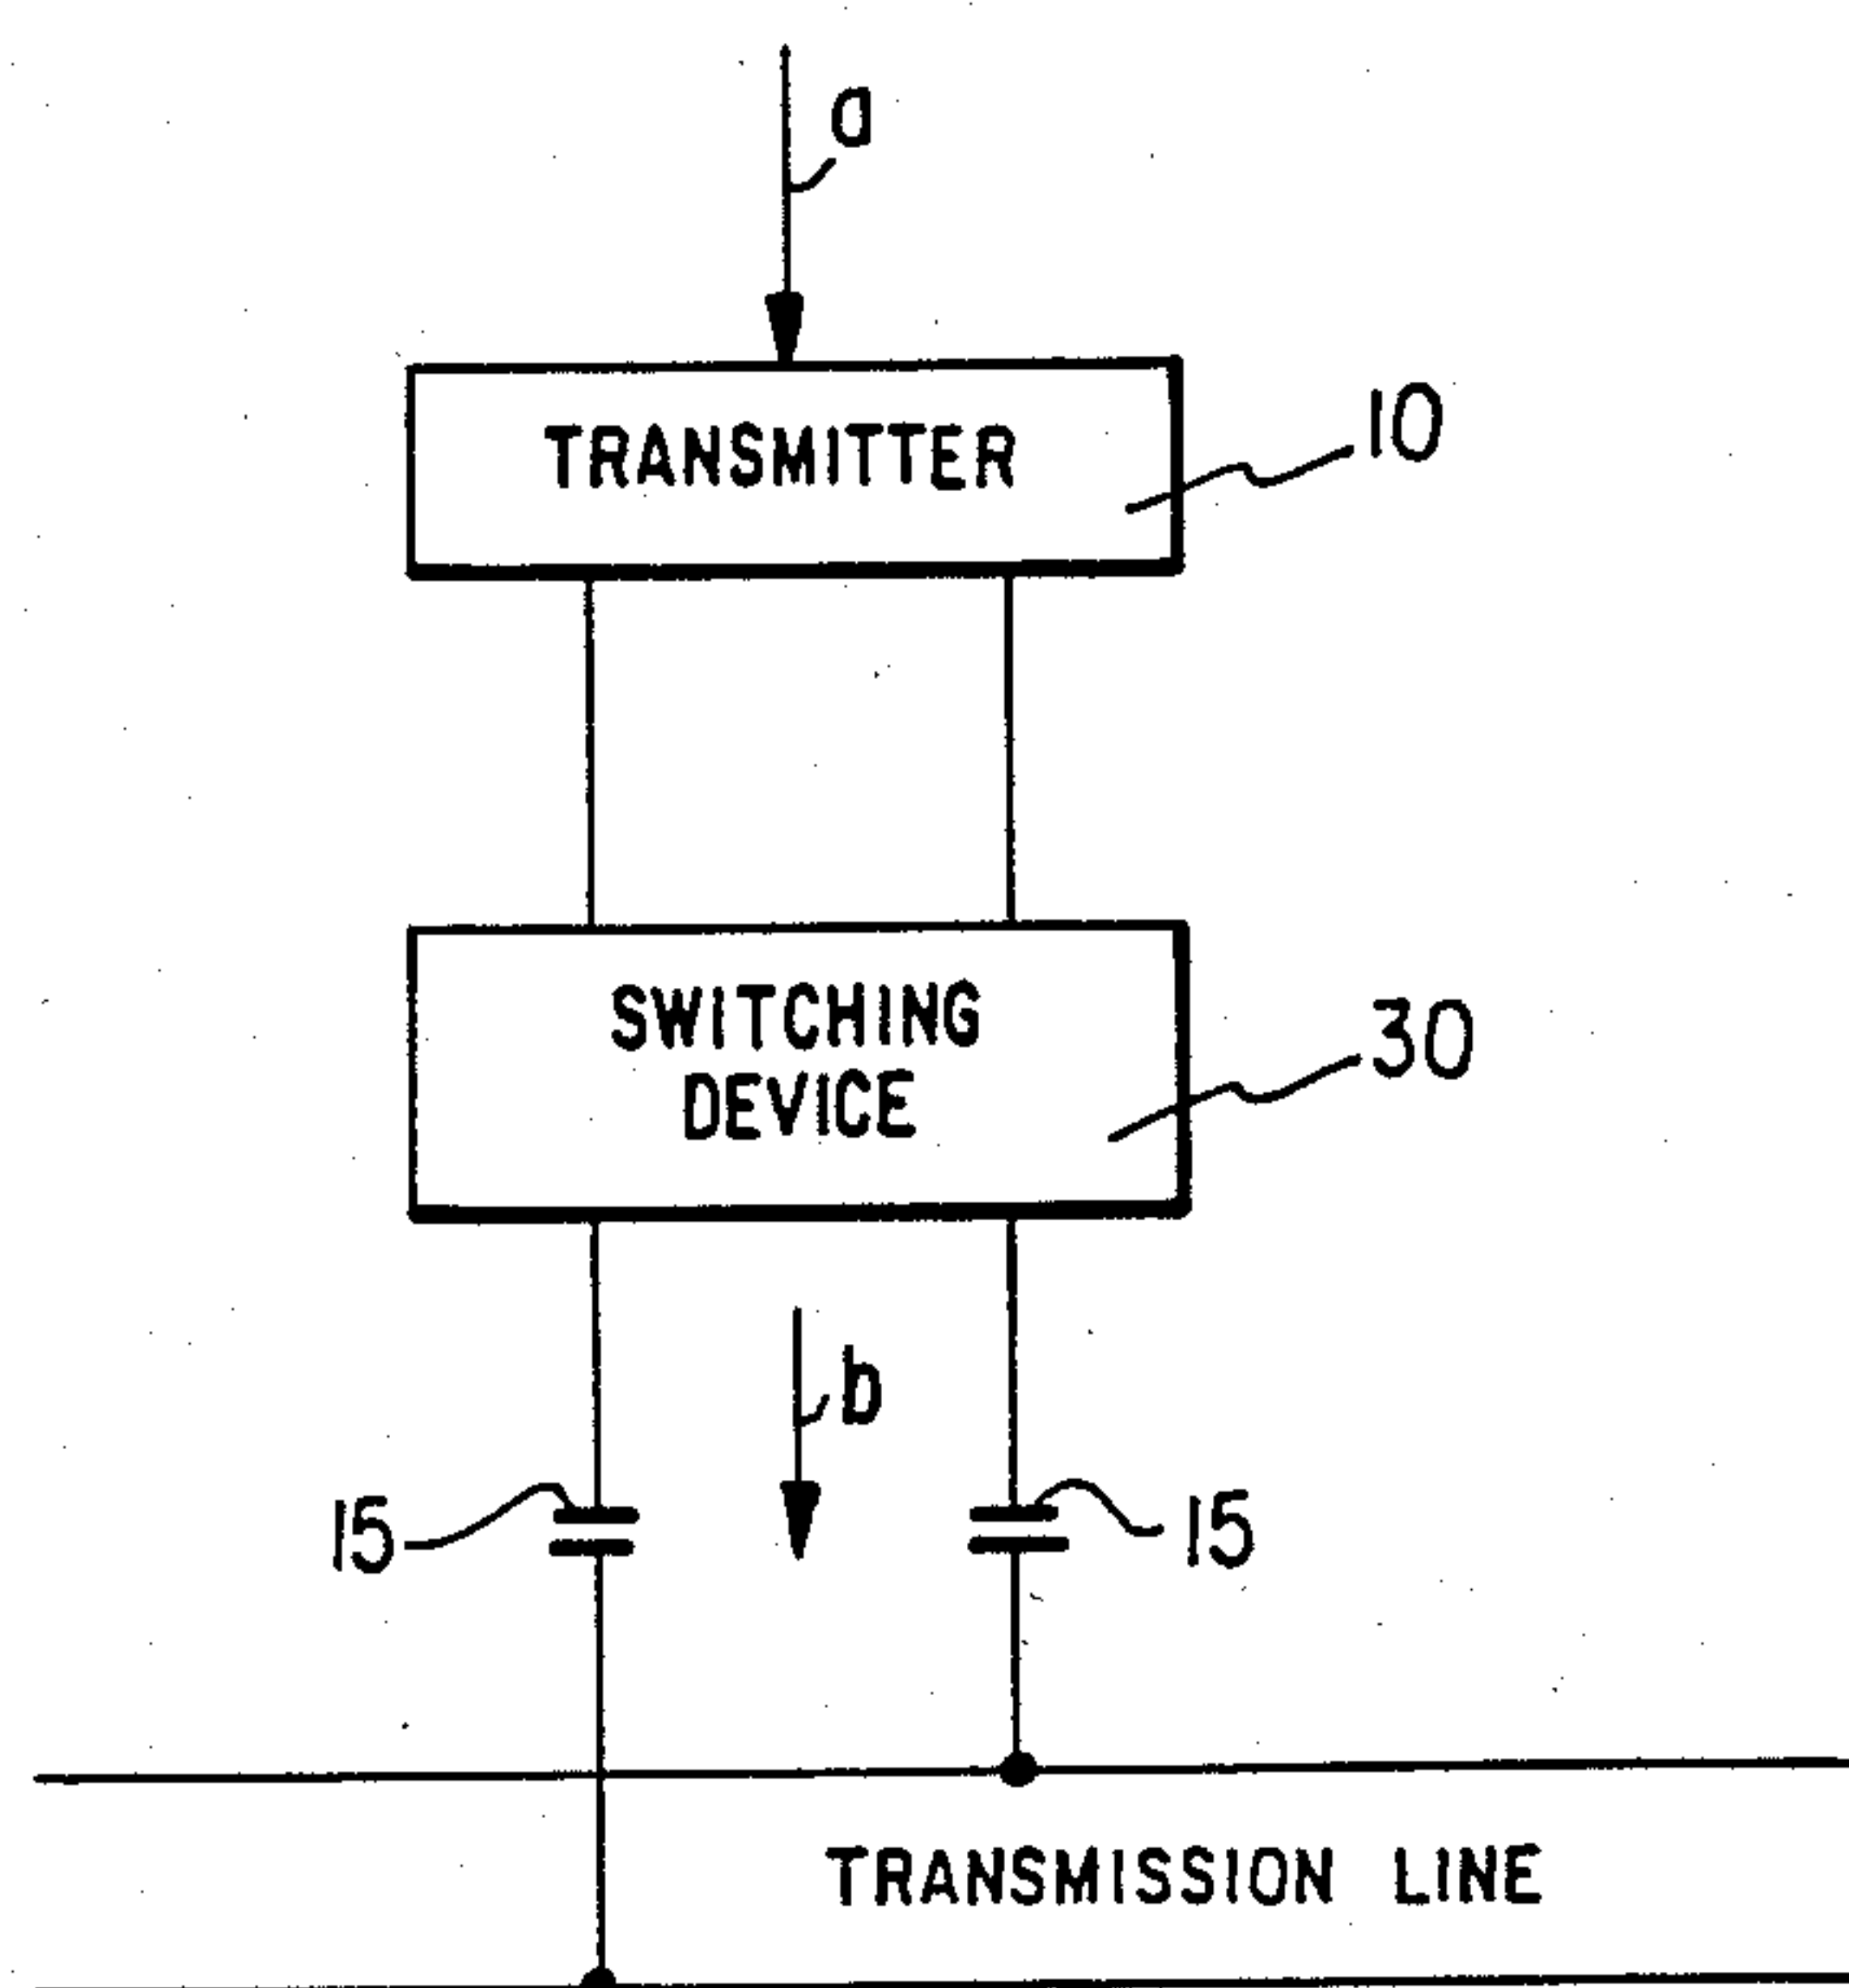 a
TRANSMITTER
10
SWITCHING
DEVICE
30
b
15
15
TRANSMISSION LINE